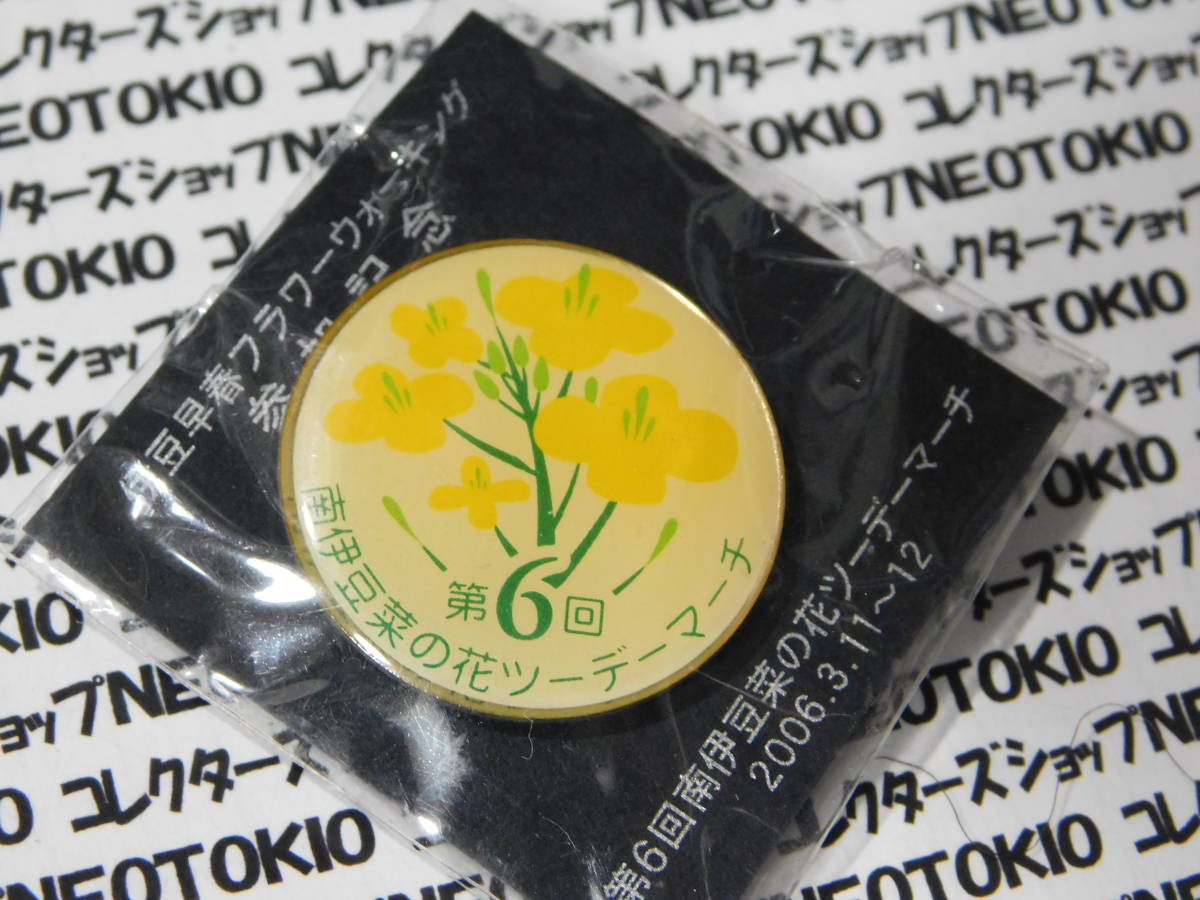 豆早春フラワーウォーキング
参加記念
第6回
南伊豆菜の花ツーデーマーチ
第6回南伊豆菜の花ツーデーマーチ
2006.3.11~12
コレクターズショップNEOTOKIO